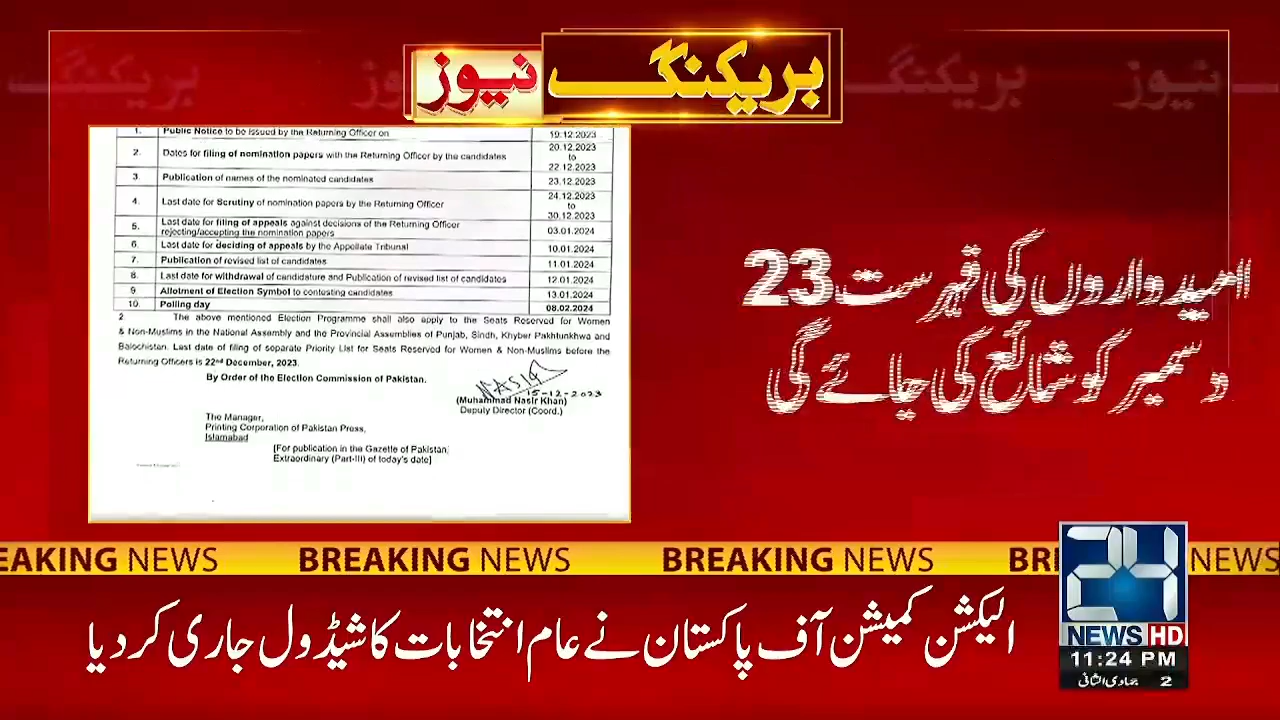 بریکنگ نیوز
1. Public Notice to be issued by the Returning Officer on 19.12.2023
2. Dates for filing of nomination papers with the Returning Officer by the candidates 20.12.2023 to 22.12.2023
3. Publication of names of the nominated candidates 23.12.2023
4. Last date for Scrutiny of nomination papers by the Returning Officer 24.12.2023 to 30.12.2023
5. Last date for filing of appeals against decisions of the Returning Officer rejecting/accepting the nomination papers 03.01.2024
6. Last date for deciding of appeals by the Appellate Tribunal 10.01.2024
7. Publication of revised list of candidates 11.01.2024
8. Last date for withdrawal of candidature and Publication of revised list of candidates 12.01.2024
9 Allotment of Election Symbol to contesting candidates 13.01.2024
10. Polling day 08.02.2024
2 The above mentioned Election Programme shall also apply to the Seats Reserved for Women
& Non-Muslims in the National Assembly and the Provincial Assemblies of Punjab, Sindh, Khyber Pakhtunkhwa and
Balochistan. Last date of filing of separate Priority List for Seats Reserved for Women & Non-Muslims before the
Returning Officers is 22nd December, 2023.
By Order of the Election Commission of Pakistan.
NASIR
15-12-2023
(Muhammad Nasir Khan)
Deputy Director (Coord.)
The Manager,
Printing Corporation of Pakistan Press,
Islamabad
[For publication in the Gazette of Pakistan,
Extraordinary (Part-III) of today's date]
امیدواروں کی فہرست 23
دسمبر کو شائع کی جائے گی
BREAKING NEWS BREAKING NEWS BREAKING NEWS
الیکشن کمیشن آف پاکستان نے عام انتخابات کا شیڈول جاری کر دیا
24
NEWS HD
11:24 PM
2 جمادی الثانی